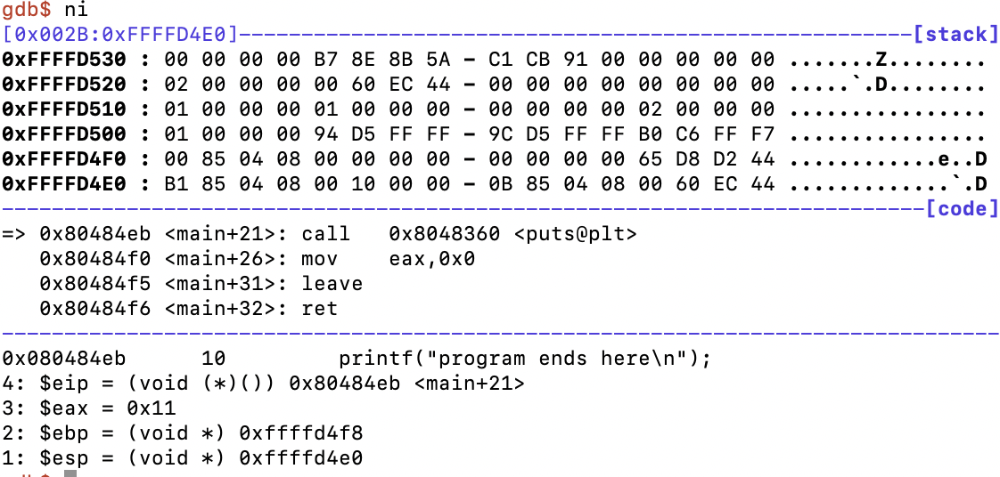 gdb$ ni
[0x002B:0xFFFFD4E0]------------------------------------------------------[stack]
0xFFFFD530 : 00 00 00 00 B7 8E 8B 5A - C1 CB 91 00 00 00 00 00 .......Z........
0xFFFFD520 : 02 00 00 00 00 60 EC 44 - 00 00 00 00 00 00 00 00 .....`.D........
0xFFFFD510 : 01 00 00 00 01 00 00 00 - 00 00 00 00 02 00 00 00 ................
0xFFFFD500 : 01 00 00 00 94 D5 FF FF - 9C D5 FF FF B0 C6 FF F7 ................
0xFFFFD4F0 : 00 85 04 08 00 00 00 00 - 00 00 00 00 65 D8 D2 44 ............e..D
0xFFFFD4E0 : B1 85 04 08 00 10 00 00 - 0B 85 04 08 00 60 EC 44 .............`.D
--------------------------------------------------------------------------[code]
=> 0x80484eb <main+21>: call   0x8048360 <puts@plt>
   0x80484f0 <main+26>: mov    eax,0x0
   0x80484f5 <main+31>: leave
   0x80484f6 <main+32>: ret
--------------------------------------------------------------------------------
0x080484eb      10         printf("program ends here\n");
4: $eip = (void (*)()) 0x80484eb <main+21>
3: $eax = 0x11
2: $ebp = (void *) 0xffffd4f8
1: $esp = (void *) 0xffffd4e0